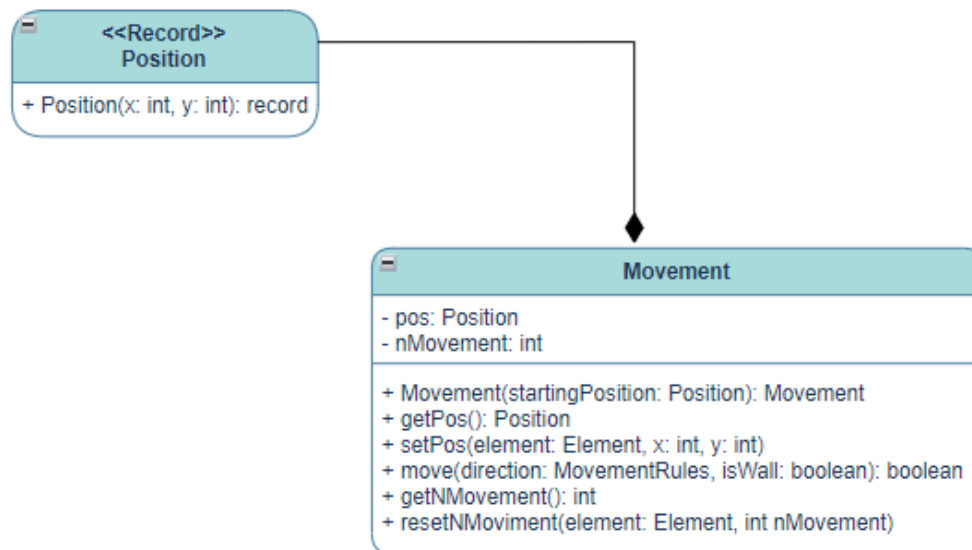 <<Record>>
Position
+ Position(x: int, y: int): record
Movement
- pos: Position
- nMovement: int
+ Movement(startingPosition: Position): Movement
+ getPos(): Position
+ setPos(element: Element, x: int, y: int)
+ move(direction: MovementRules, isWall: boolean): boolean
+ getNMovement(): int
+ resetNMoviment(element: Element, int nMovement)